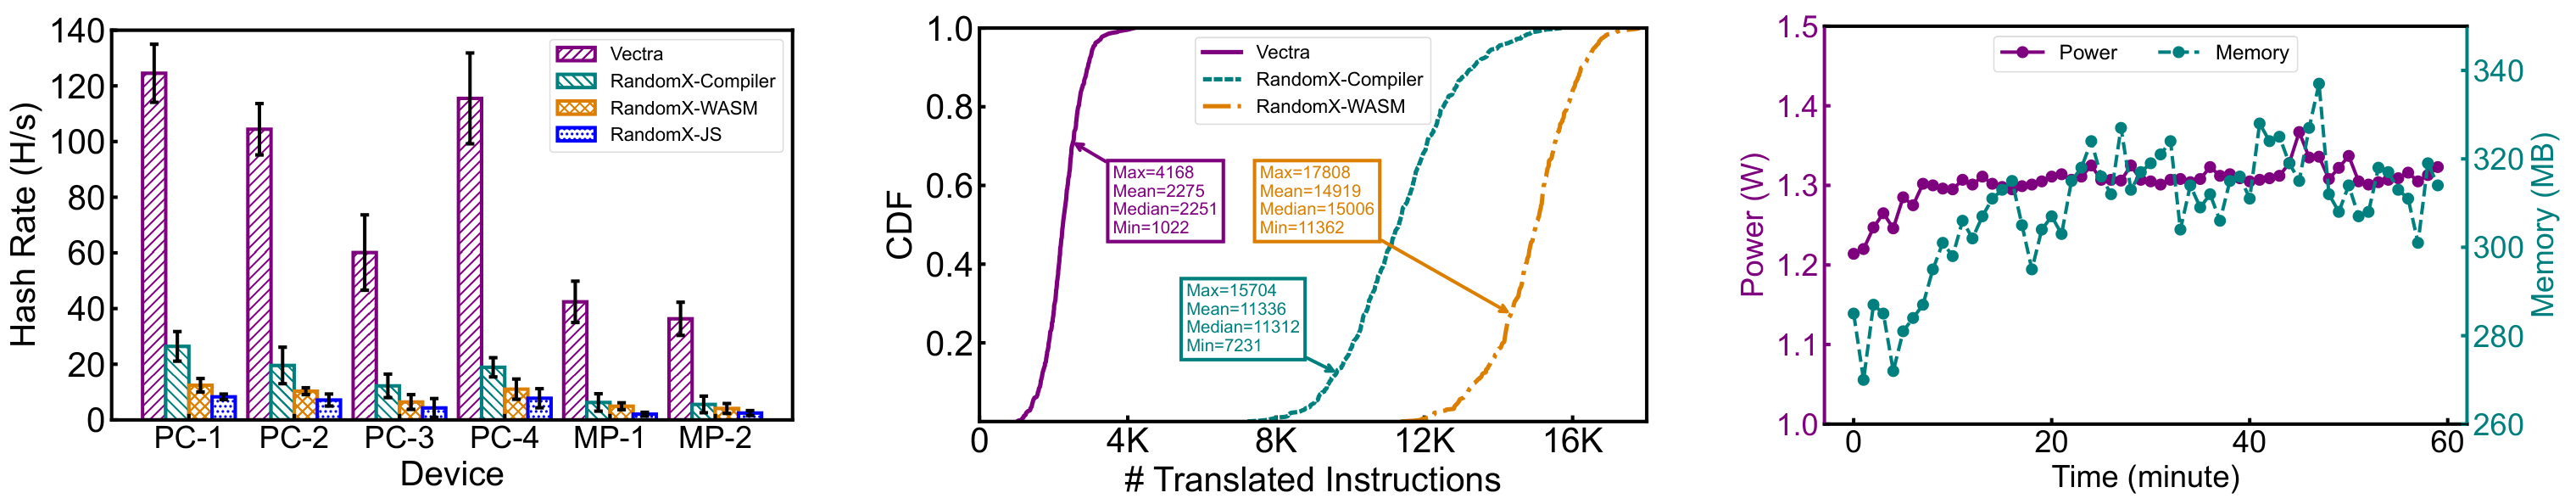 140
120
100
80
60
40
20
0
Hash Rate (H/s)
Vectra
RandomX-Compiler
RandomX-WASM
RandomX-JS
PC-1 PC-2 PC-3 PC-4 MP-1 MP-2
Device
1.0
0.8
0.6
0.4
0.2
CDF
Vectra
RandomX-Compiler
RandomX-WASM
Max=4168
Mean=2275
Median=2251
Min=1022
Max=17808
Mean=14919
Median=15006
Min=11362
Max=15704
Mean=11336
Median=11312
Min=7231
0 4K 8K 12K 16K
# Translated Instructions
1.5
1.4
1.3
1.2
1.1
1.0
Power (W)
Power Memory
340
320
300
280
260
Memory (MB)
0 20 40 60
Time (minute)